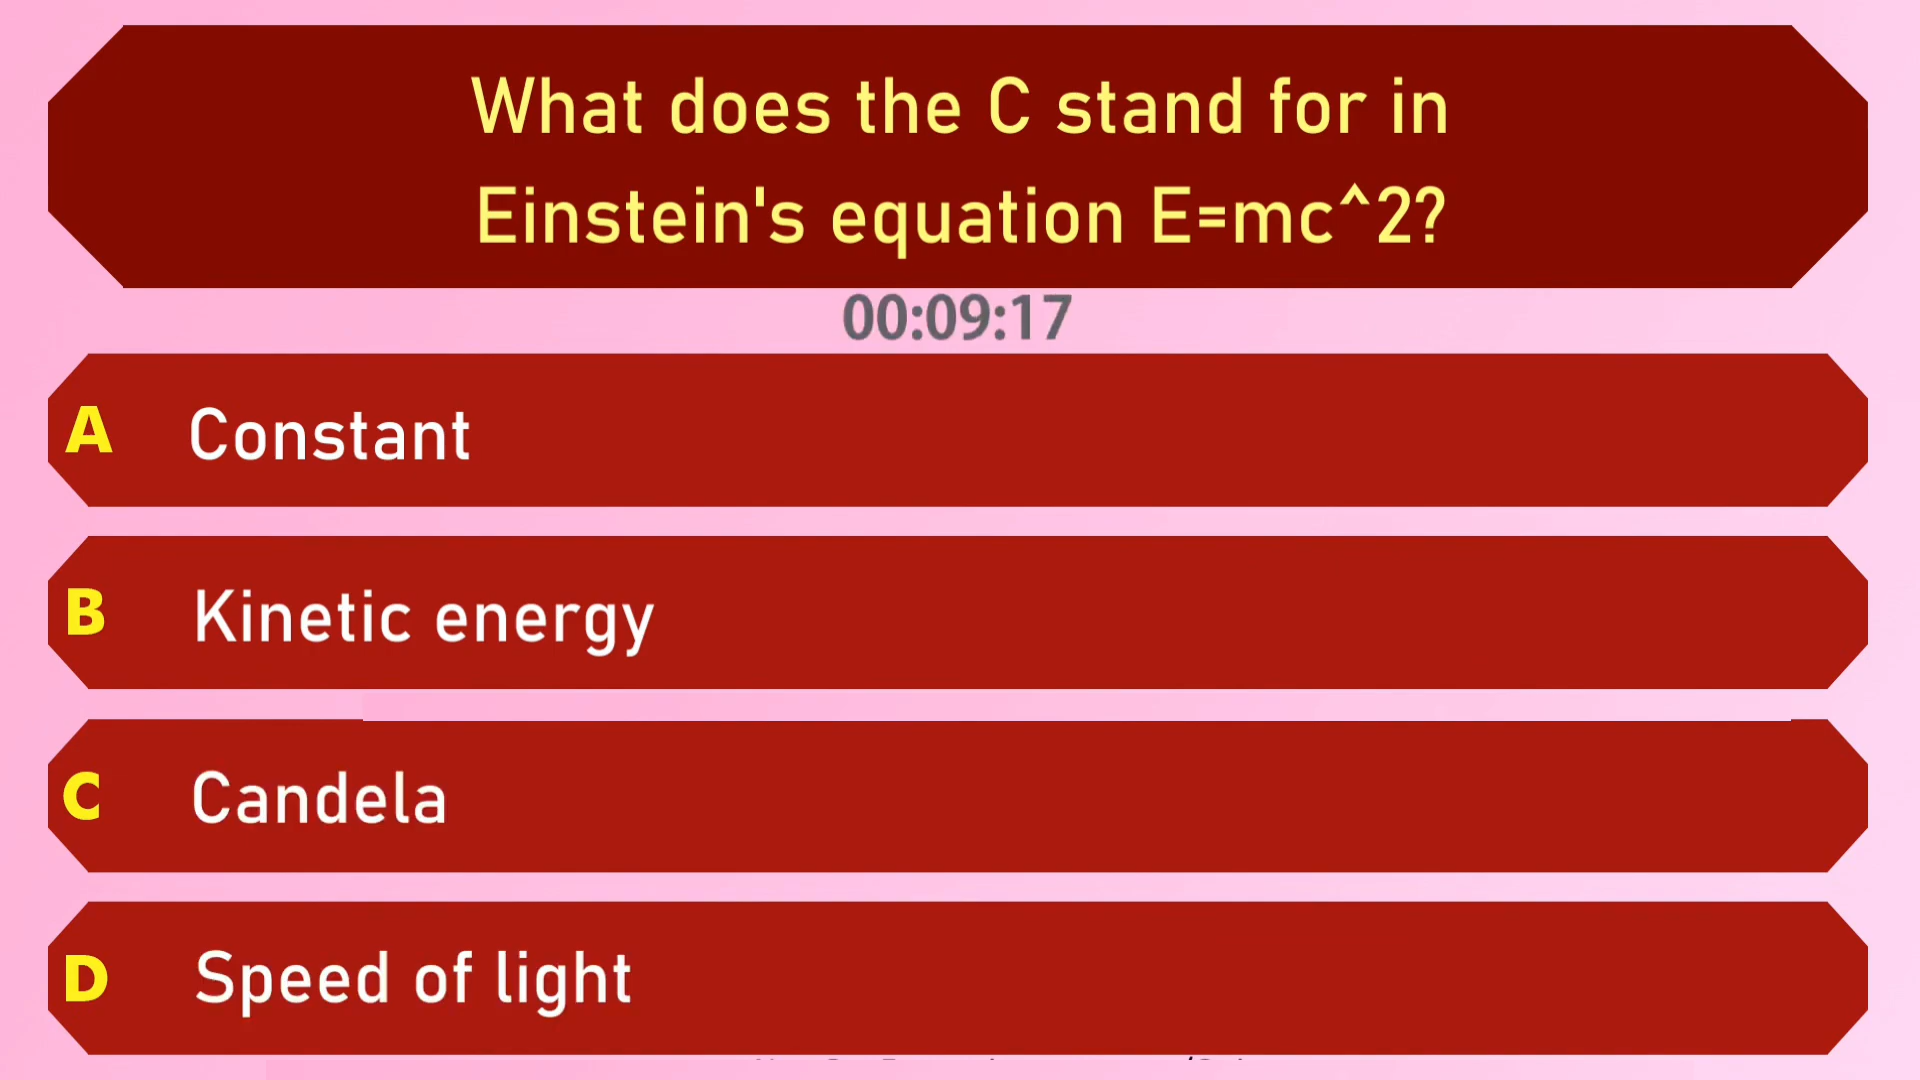 What does the C stand for in
Einstein's equation E=mc^2?
00:09:17
A Constant
B Kinetic energy
C Candela
D Speed of light